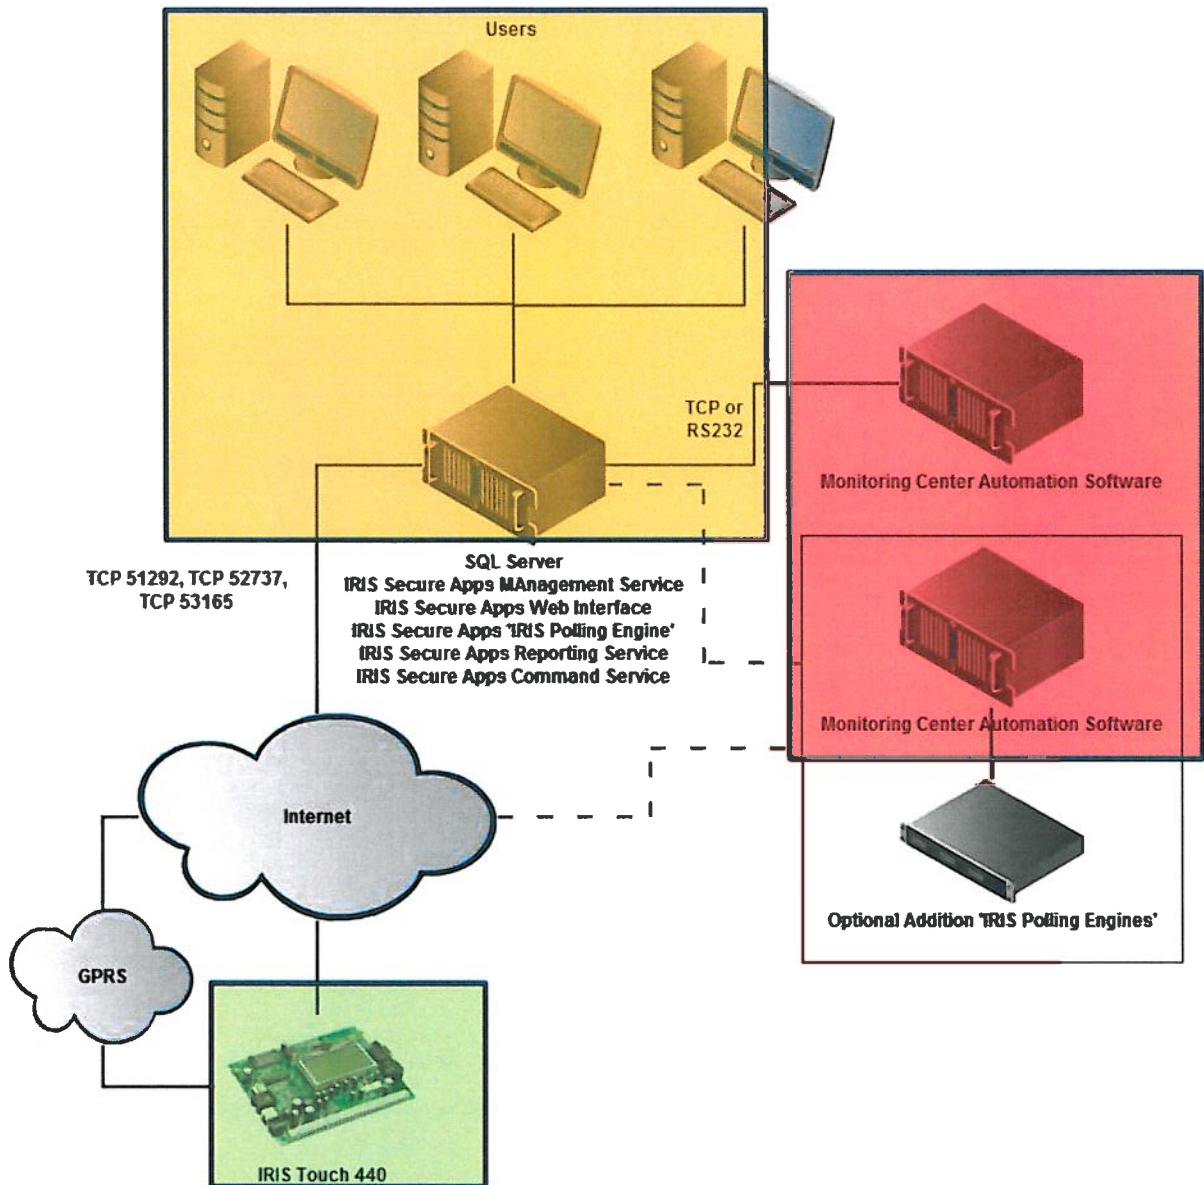 Users
TCP or
RS232
Monitoring Center Automation Software
TCP 51292, TCP 52737,
TCP 53165
SQL Server
IRIS Secure Apps MAnagement Service
IRIS Secure Apps Web Interface
IRIS Secure Apps 'IRIS Polling Engine'
IRIS Secure Apps Reporting Service
IRIS Secure Apps Command Service
Monitoring Center Automation Software
Internet
Optional Addition 'IRIS Polling Engines'
GPRS
IRIS Touch 440